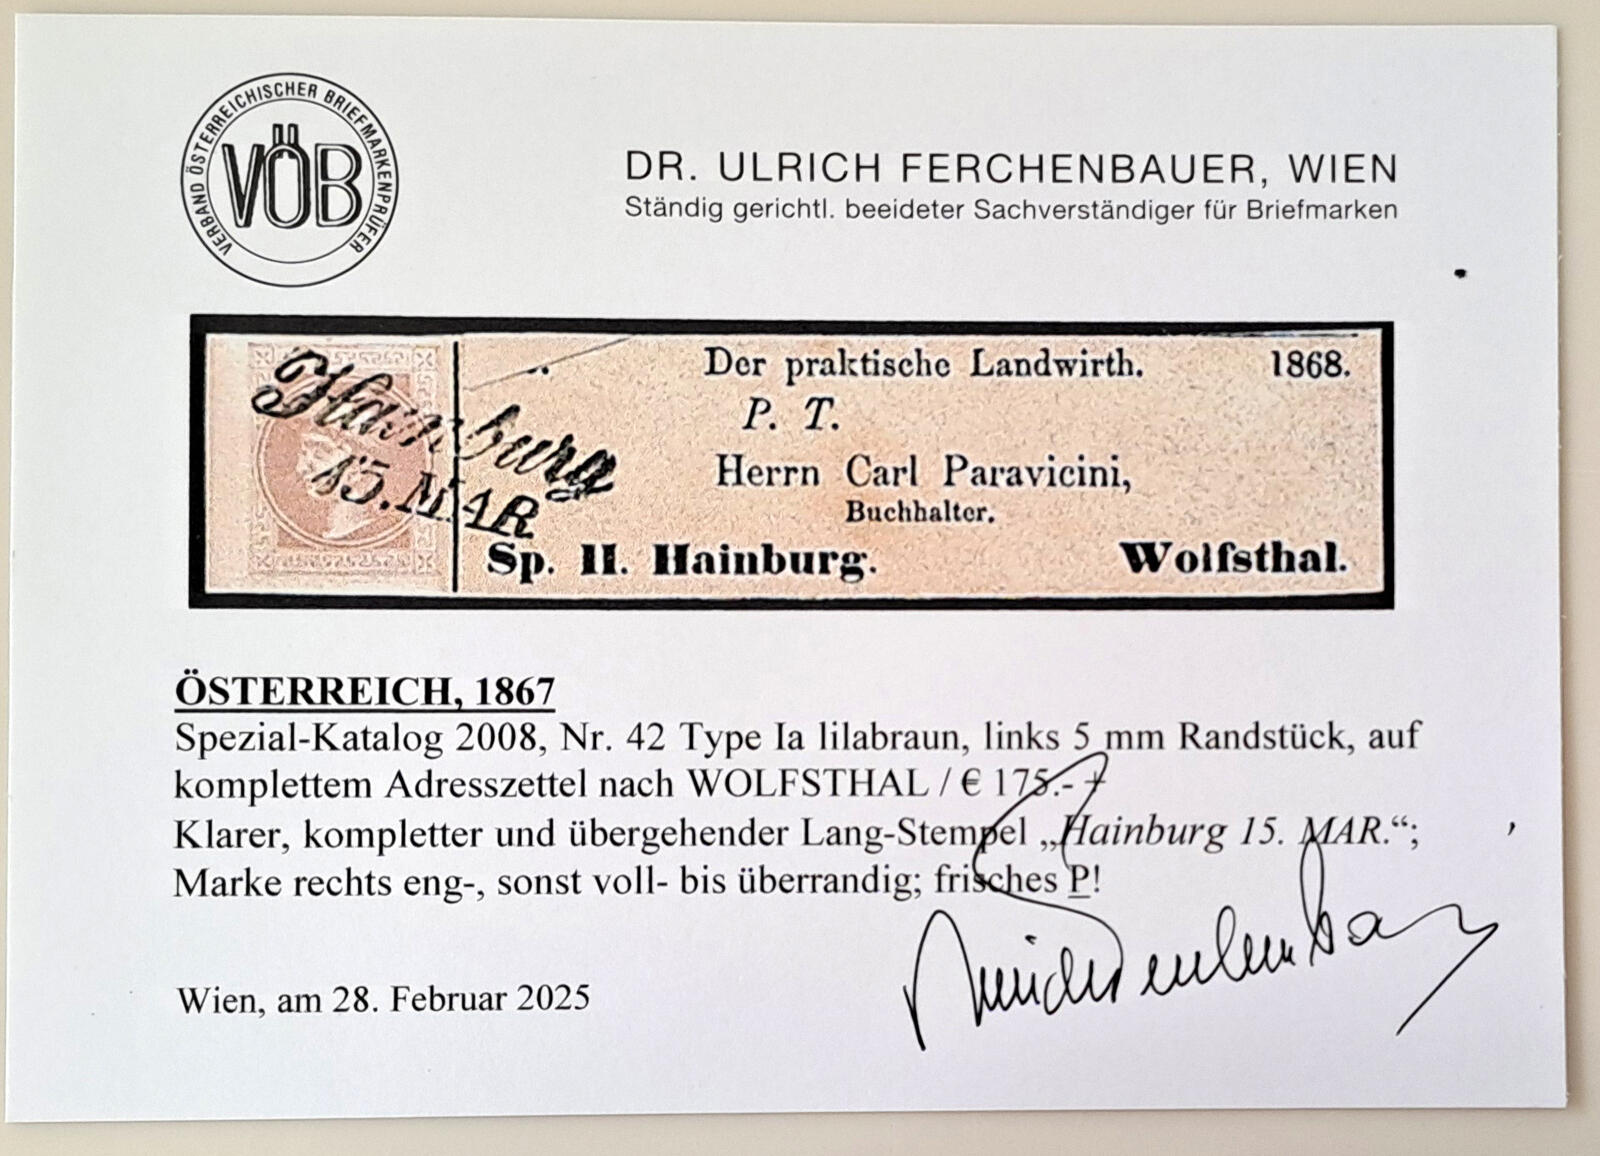 VERBAND ÖSTERREICHISCHER BRIEFMARKENPRÜFER
VÖB
DR. ULRICH FERCHENBAUER, WIEN
Ständig gerichtl. beeideter Sachverständiger für Briefmarken
Der praktische Landwirth. 1868.
P. T.
Herrn Carl Paravicini,
Buchhalter.
Sp. II. Hainburg. Wolfsthal.
Hainburg
15. MAR
ÖSTERREICH, 1867
Spezial-Katalog 2008, Nr. 42 Type Ia lilabraun, links 5 mm Randstück, auf
komplettem Adresszettel nach WOLFSTHAL / € 175.- +
Klarer, kompletter und übergehender Lang-Stempel „Hainburg 15. MAR.“;
Marke rechts eng-, sonst voll- bis überrandig; frisches P!
Wien, am 28. Februar 2025